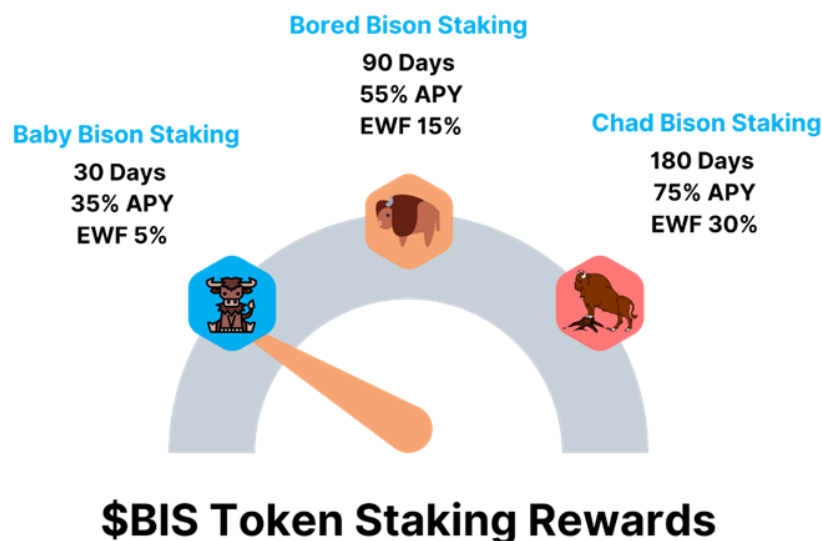 Bored Bison Staking
90 Days
55% APY
EWF 15%
Baby Bison Staking
30 Days
35% APY
EWF 5%
Chad Bison Staking
180 Days
75% APY
EWF 30%
$BIS Token Staking Rewards